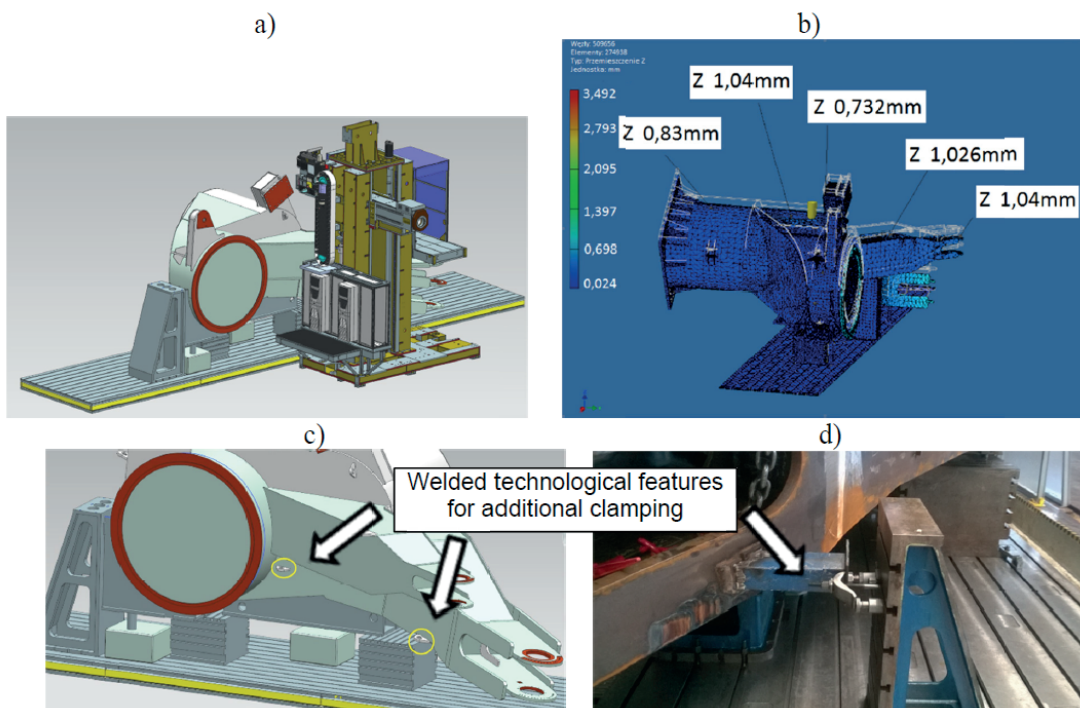 a)
b)
Węzły: 509656
Elementy: 274938
Typ: Przemieszczenie Z
Jednostka: mm
3,492
2,793
2,095
1,397
0,698
0,024
Z 1,04mm
Z 0,732mm
Z 0,83mm
Z 1,026mm
Z 1,04mm
c)
d)
Welded technological features
for additional clamping